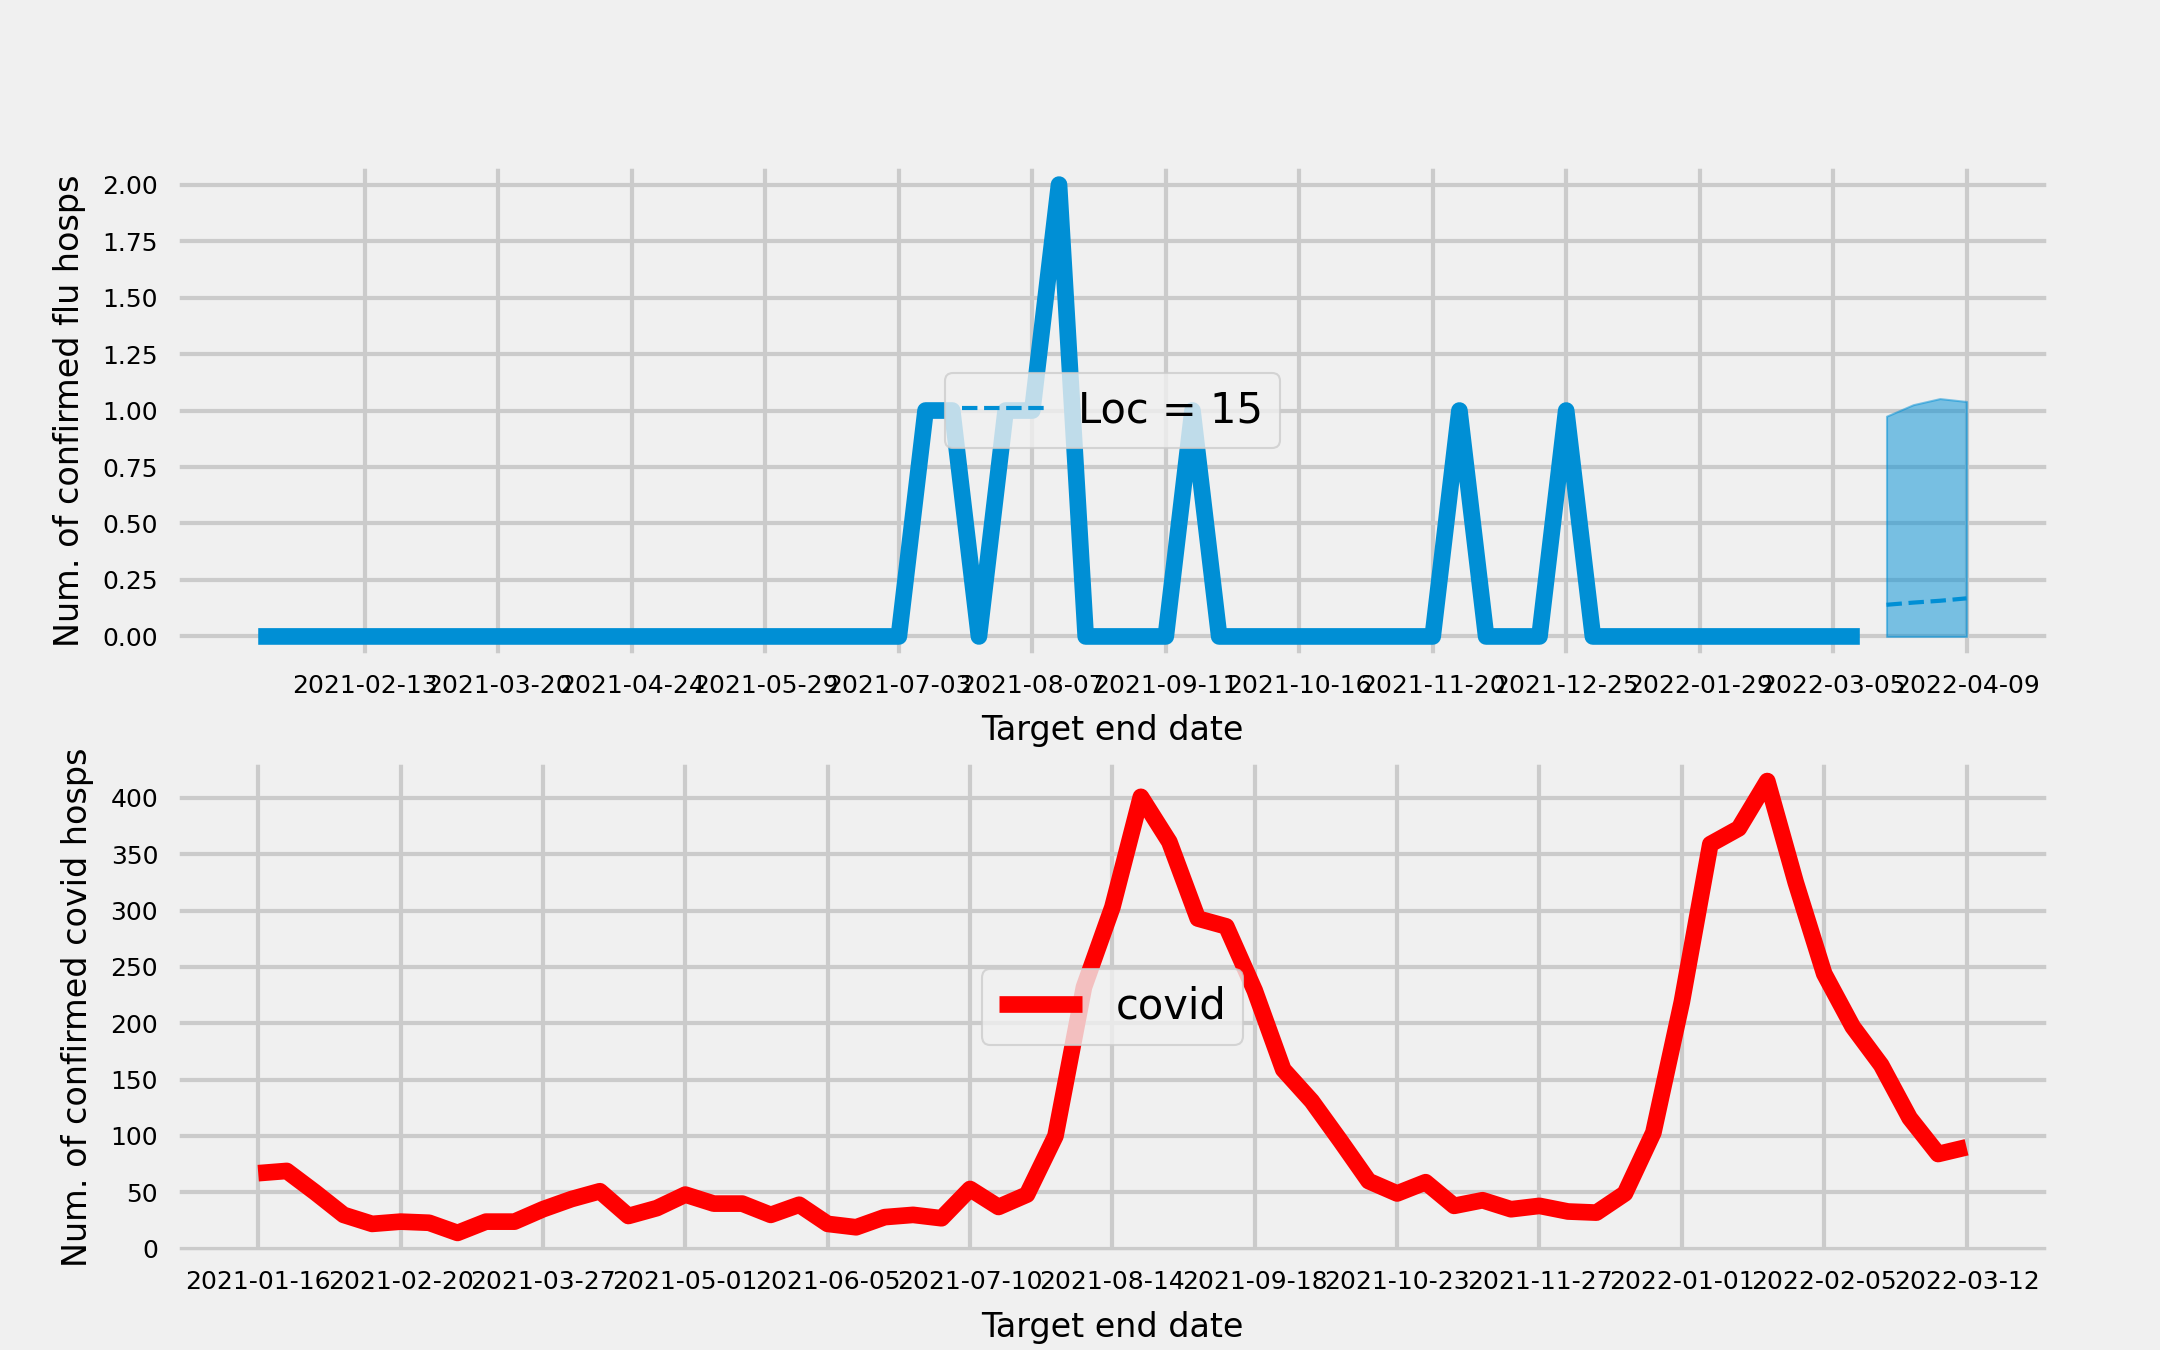 Num. of confirmed flu hosps
2.00
1.75
1.50
1.25
1.00
0.75
0.50
0.25
0.00
Loc = 15
2021-02-13 2021-03-20 2021-04-24 2021-05-29 2021-07-03 2021-08-07 2021-09-11 2021-10-16 2021-11-20 2021-12-25 2022-01-29 2022-03-05 2022-04-09
Target end date
Num. of confirmed covid hosps
400
350
300
250
200
150
100
50
0
covid
2021-01-16 2021-02-20 2021-03-27 2021-05-01 2021-06-05 2021-07-10 2021-08-14 2021-09-18 2021-10-23 2021-11-27 2022-01-01 2022-02-05 2022-03-12
Target end date